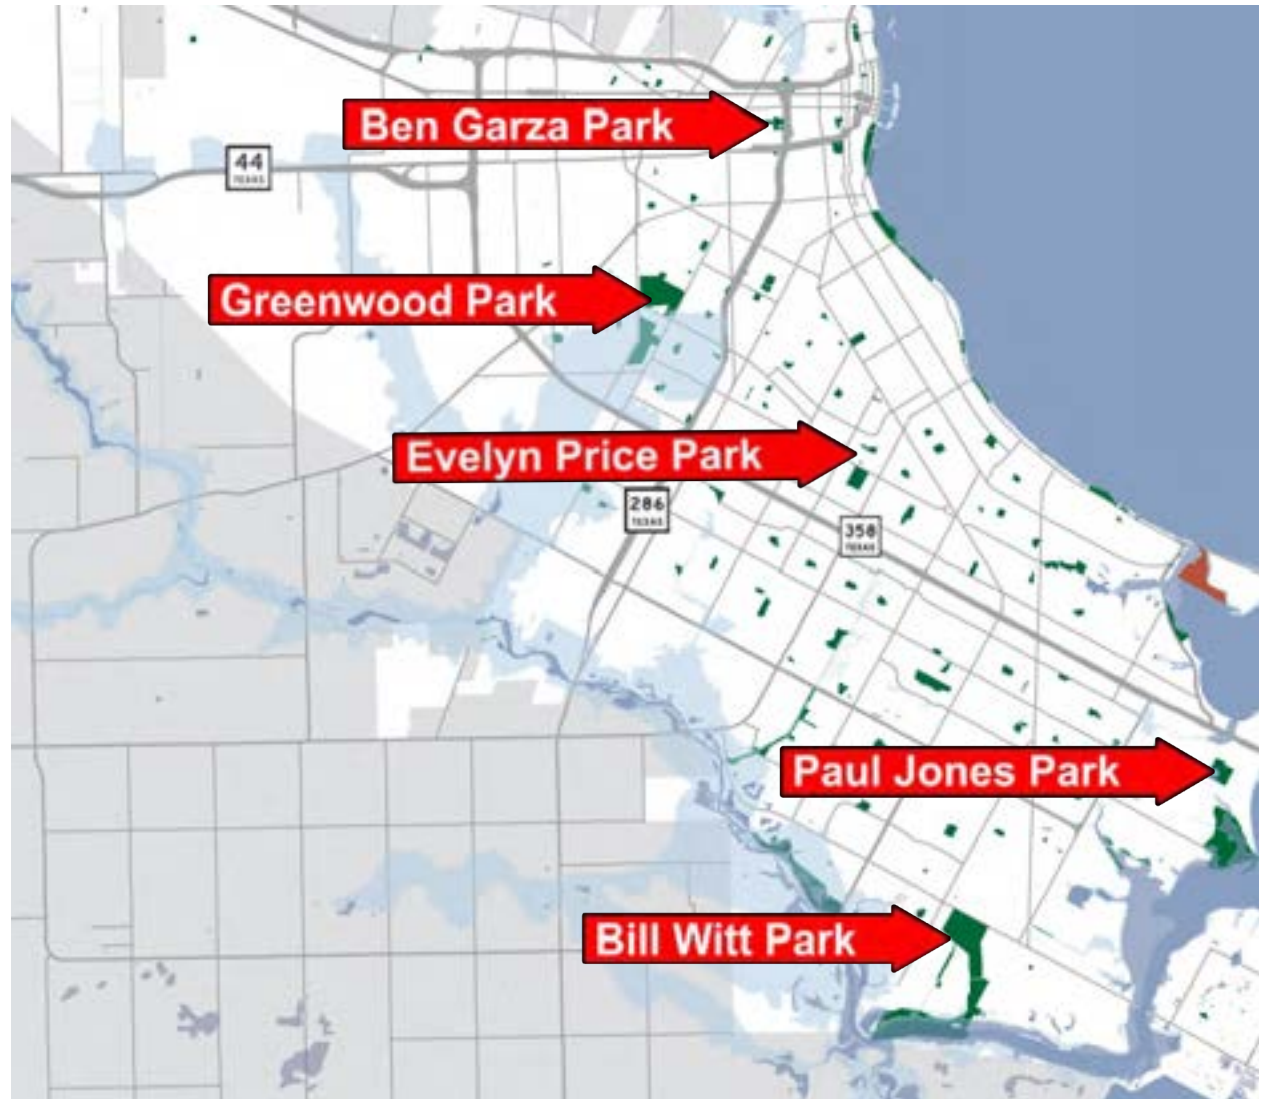 Ben Garza Park
44
TEXAS
Greenwood Park
Evelyn Price Park
286
TEXAS
358
TEXAS
Paul Jones Park
Bill Witt Park